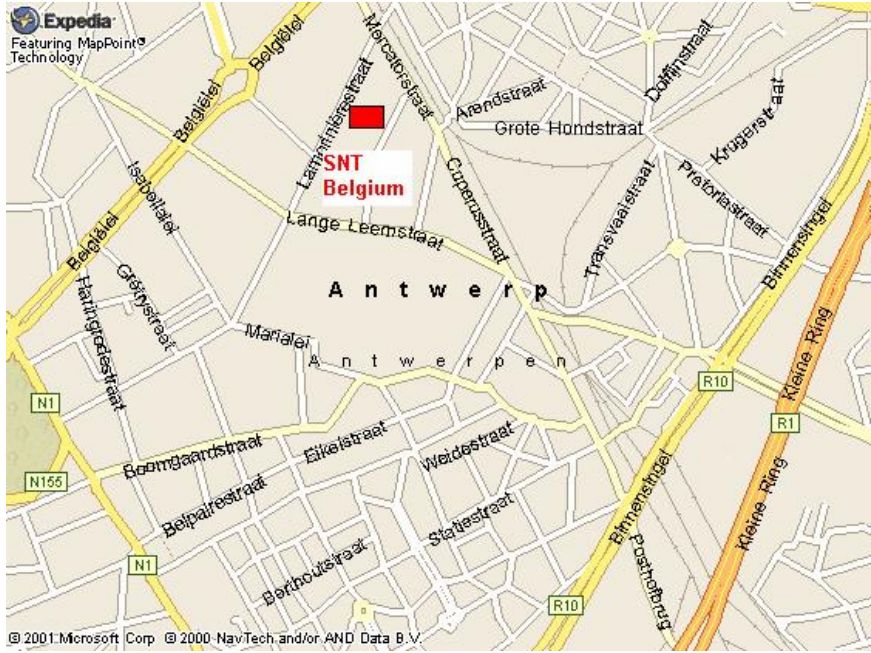 Expedia
Featuring MapPoint®
Technology
Belgiëlei
Belgiëlei
Belgiëlei
Mercatorstraat
Lamorinièrestraat
Arendstraat
Dolfijnstraat
Grote Hondstraat
Krugerstraat
SNT
Belgium
Isabellalei
Cuperusstraat
Pretoriastraat
Transvaalstraat
Lange Leemstraat
Binnensingel
Antwerp
Grétrystraat
Haringrodestraat
Marialei
Antwerpen
Kleine Ring
R10
N1
R1
Boomgaardstraat
Eikelstraat
Weidestraat
N155
Belpairestraat
Statiestraat
Binnensingel
Kleine Ring
N1
Berthoutstraat
Posthofbrug
R10
© 2001 Microsoft Corp © 2000 NavTech and/or AND Data B.V.